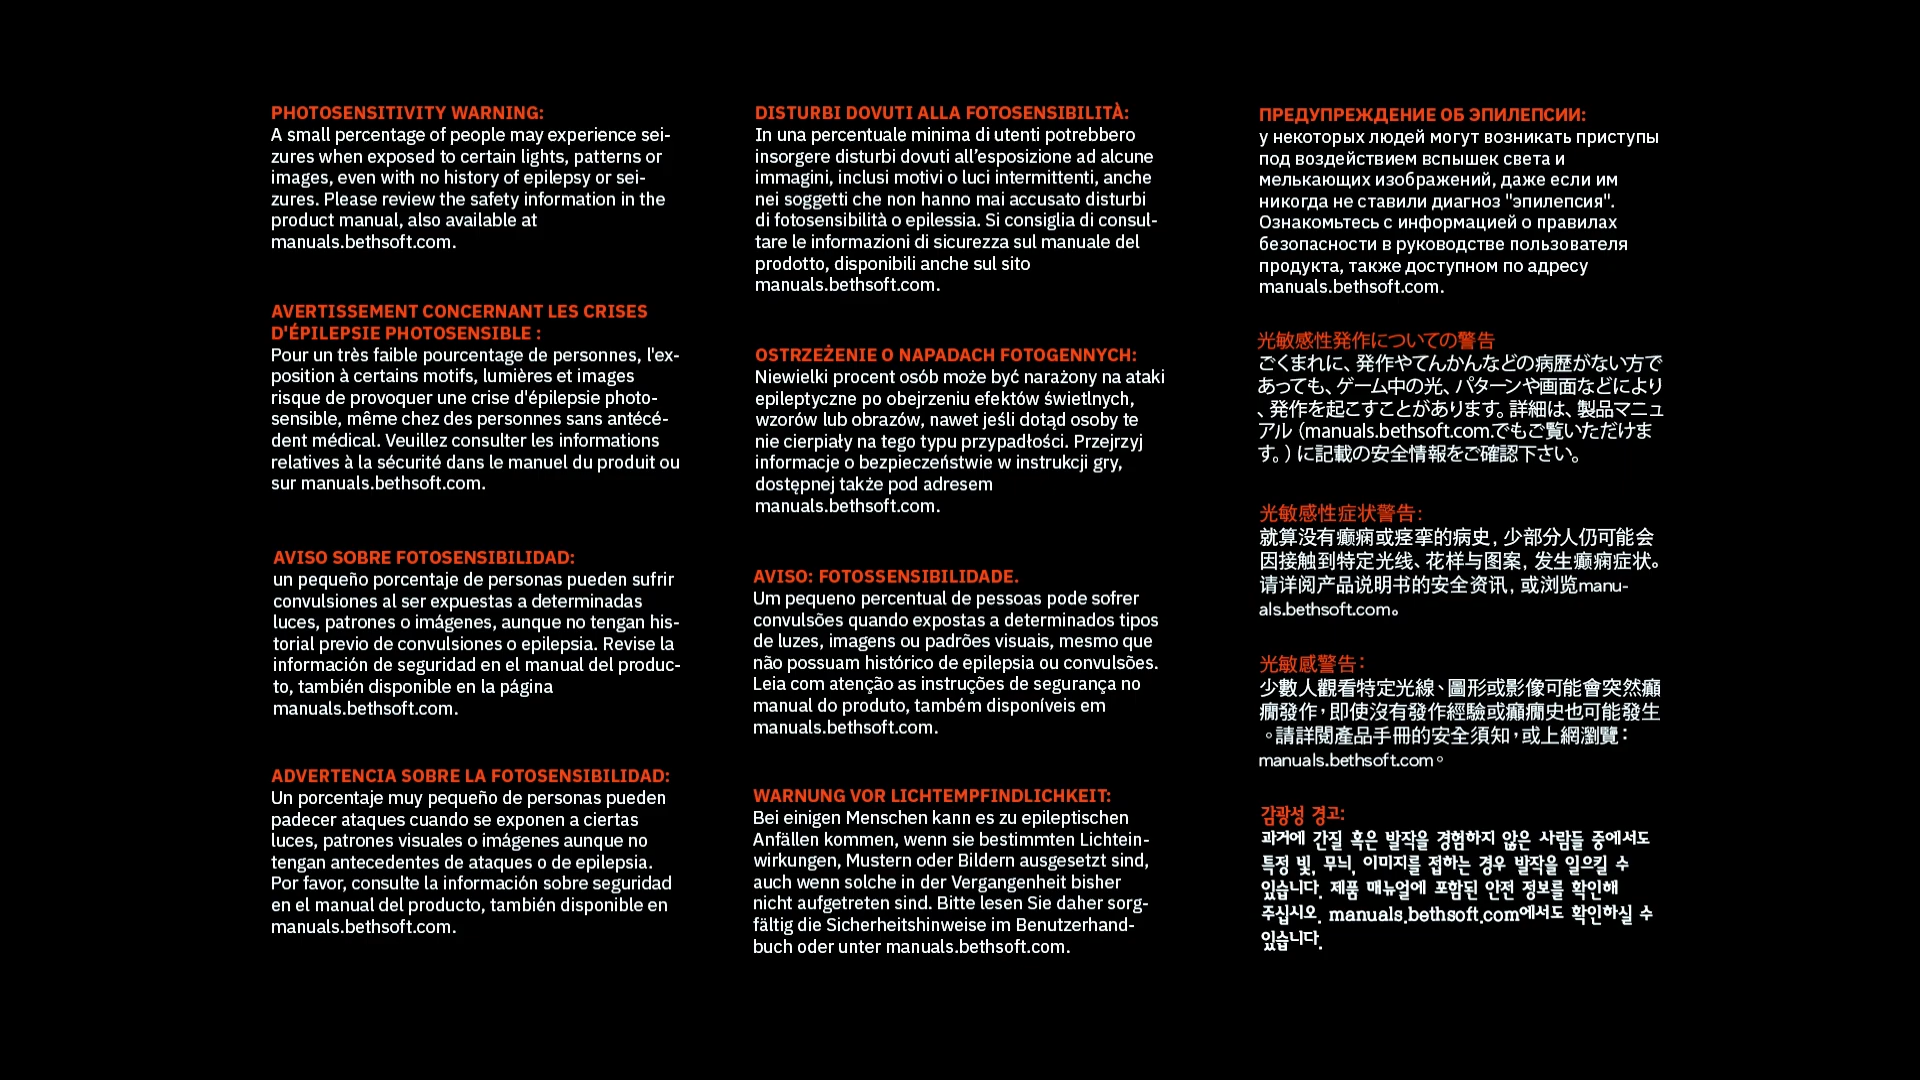 PHOTOSENSITIVITY WARNING:
A small percentage of people may experience sei-
zures when exposed to certain lights, patterns or
images, even with no history of epilepsy or sei-
zures. Please review the safety information in the
product manual, also available at
manuals.bethsoft.com.
AVERTISSEMENT CONCERNANT LES CRISES
D'ÉPILEPSIE PHOTOSENSIBLE :
Pour un très faible pourcentage de personnes, l'ex-
position à certains motifs, lumières et images
risque de provoquer une crise d'épilepsie photo-
sensible, même chez des personnes sans antécé-
dent médical. Veuillez consulter les informations
relatives à la sécurité dans le manuel du produit ou
sur manuals.bethsoft.com.
AVISO SOBRE FOTOSENSIBILIDAD:
un pequeño porcentaje de personas pueden sufrir
convulsiones al ser expuestas a determinadas
luces, patrones o imágenes, aunque no tengan his-
torial previo de convulsiones o epilepsia. Revise la
información de seguridad en el manual del produc-
to, también disponible en la página
manuals.bethsoft.com.
ADVERTENCIA SOBRE LA FOTOSENSIBILIDAD:
Un porcentaje muy pequeño de personas pueden
padecer ataques cuando se exponen a ciertas
luces, patrones visuales o imágenes aunque no
tengan antecedentes de ataques o de epilepsia.
Por favor, consulte la información sobre seguridad
en el manual del producto, también disponible en
manuals.bethsoft.com.
DISTURBI DOVUTI ALLA FOTOSENSIBILITÀ:
In una percentuale minima di utenti potrebbero
insorgere disturbi dovuti all’esposizione ad alcune
immagini, inclusi motivi o luci intermittenti, anche
nei soggetti che non hanno mai accusato disturbi
di fotosensibilità o epilessia. Si consiglia di consul-
tare le informazioni di sicurezza sul manuale del
prodotto, disponibili anche sul sito
manuals.bethsoft.com.
OSTRZEŻENIE O NAPADACH FOTOGENNYCH:
Niewielki procent osób może być narażony na ataki
epileptyczne po obejrzeniu efektów świetlnych,
wzorów lub obrazów, nawet jeśli dotąd osoby te
nie cierpiały na tego typu przypadłości. Przejrzyj
informacje o bezpieczeństwie w instrukcji gry,
dostępnej także pod adresem
manuals.bethsoft.com.
AVISO: FOTOSSENSIBILIDADE.
Um pequeno percentual de pessoas pode sofrer
convulsões quando expostas a determinados tipos
de luzes, imagens ou padrões visuais, mesmo que
não possuam histórico de epilepsia ou convulsões.
Leia com atenção as instruções de segurança no
manual do produto, também disponíveis em
manuals.bethsoft.com.
WARNUNG VOR LICHTEMPFINDLICHKEIT:
Bei einigen Menschen kann es zu epileptischen
Anfällen kommen, wenn sie bestimmten Lichtein-
wirkungen, Mustern oder Bildern ausgesetzt sind,
auch wenn solche in der Vergangenheit bisher
nicht aufgetreten sind. Bitte lesen Sie daher sorg-
fältig die Sicherheitshinweise im Benutzerhand-
buch oder unter manuals.bethsoft.com.
ПРЕДУПРЕЖДЕНИЕ ОБ ЭПИЛЕПСИИ:
у некоторых людей могут возникать приступы
под воздействием вспышек света и
мелькающих изображений, даже если им
никогда не ставили диагноз "эпилепсия".
Ознакомьтесь с информацией о правилах
безопасности в руководстве пользователя
продукта, также доступном по адресу
manuals.bethsoft.com.
光敏感性発作についての警告
ごくまれに、発作やてんかんなどの病歴がない方で
あっても、ゲーム中の光、パターンや画面などにより
、発作を起こすことがあります。詳細は、製品マニュ
アル（manuals.bethsoft.com.でもご覧いただけま
す。）に記載の安全情報をご確認下さい。
光敏感性症状警告：
就算没有癫痫或痉挛的病史，少部分人仍可能会
因接触到特定光线、花样与图案，发生癫痫症状。
请详阅产品说明书的安全资讯，或浏览manu-
als.bethsoft.com。
光敏感警告：
少數人觀看特定光線、圖形或影像可能會突然癲
癇發作，即使沒有發作經驗或癲癇史也可能發生
。請詳閱產品手冊的安全須知，或上網瀏覽：
manuals.bethsoft.com。
감광성 경고:
과거에 간질 혹은 발작을 경험하지 않은 사람들 중에서도
특정 빛, 무늬, 이미지를 접하는 경우 발작을 일으킬 수
있습니다. 제품 매뉴얼에 포함된 안전 정보를 확인해
주십시오. manuals.bethsoft.com에서도 확인하실 수
있습니다.